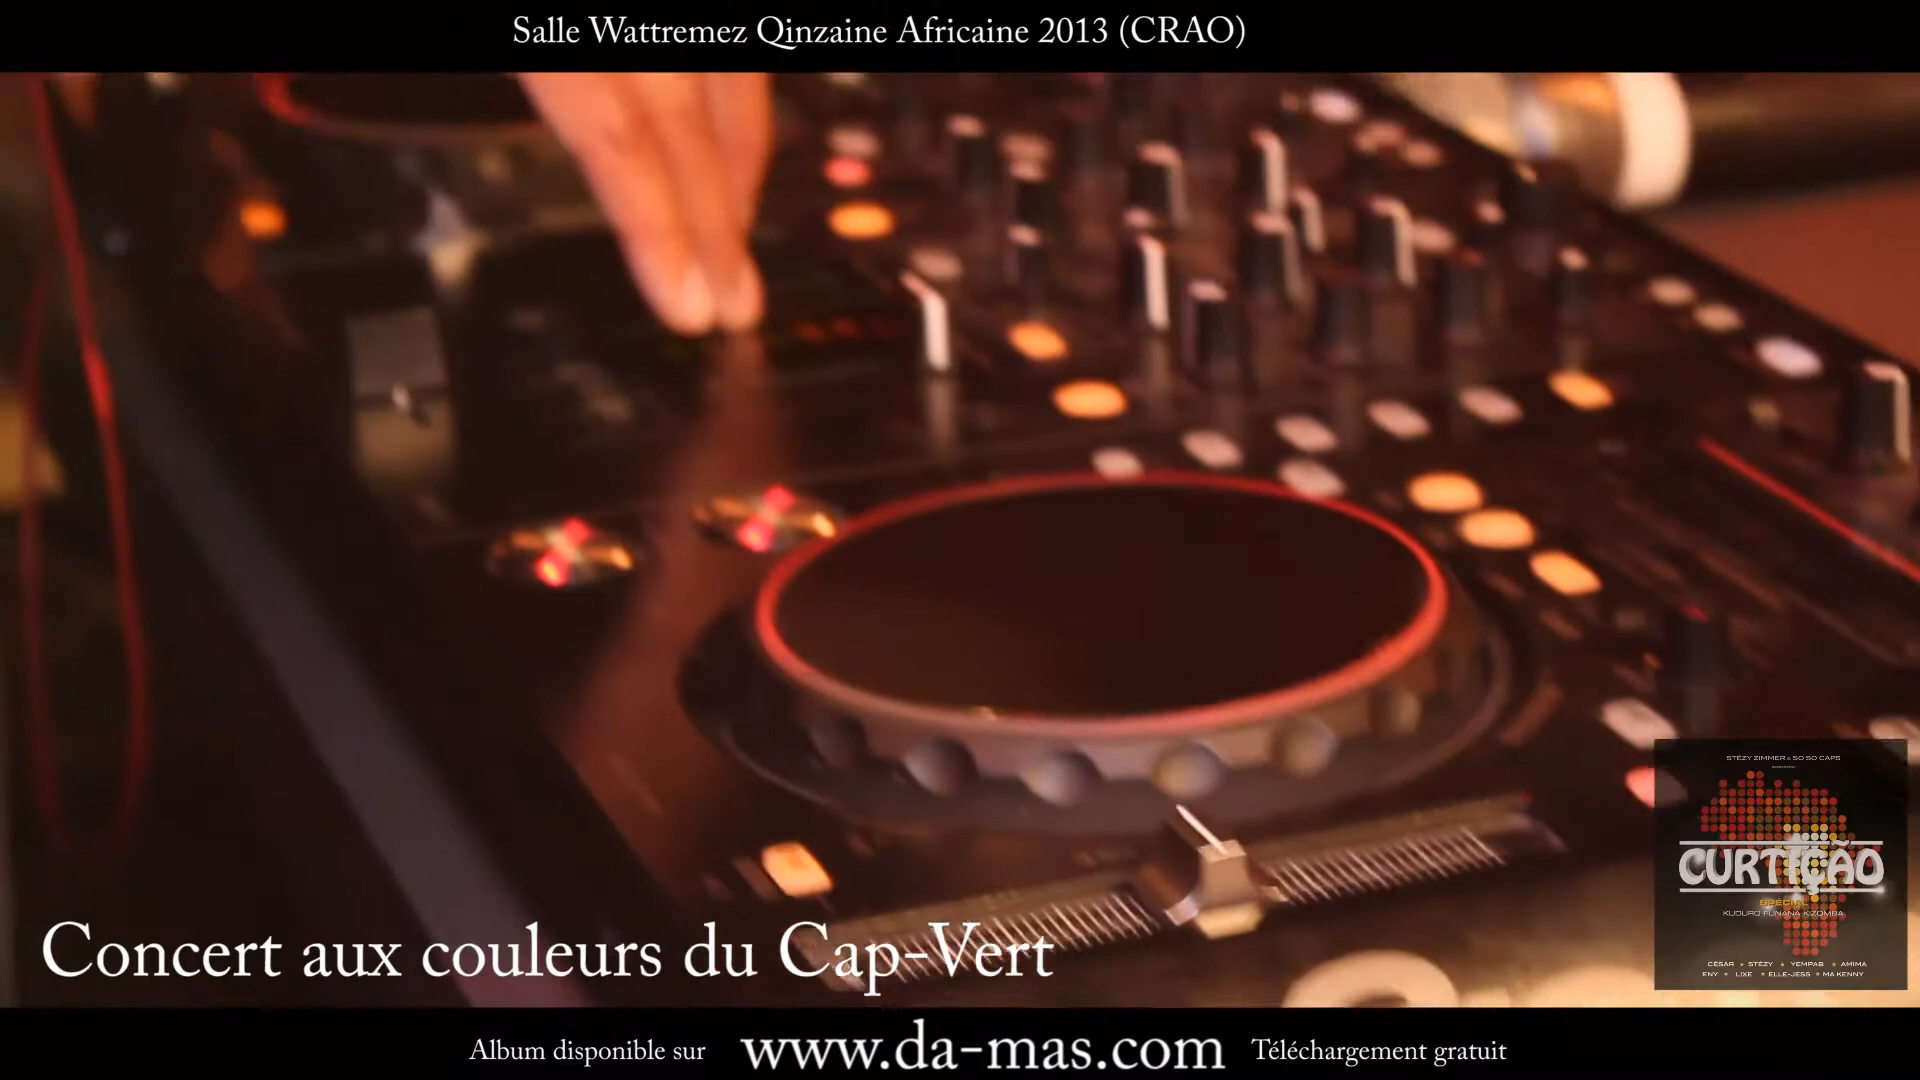 Salle Wattremez Qinzaine Africaine 2013 (CRAO)
STÉZY ZIMMER & SO SO CAPS
CURTIÇÃO
SPÉCIAL
KUDURO FUNANA KIZOMBA
CÉSAR ★ STÉZY ★ YEMPAB ★ AMIMA
ENY ★ LIXE ★ ELLE-JESS ★ MA KENNY
Concert aux couleurs du Cap-Vert
Album disponible sur www.da-mas.com Téléchargement gratuit